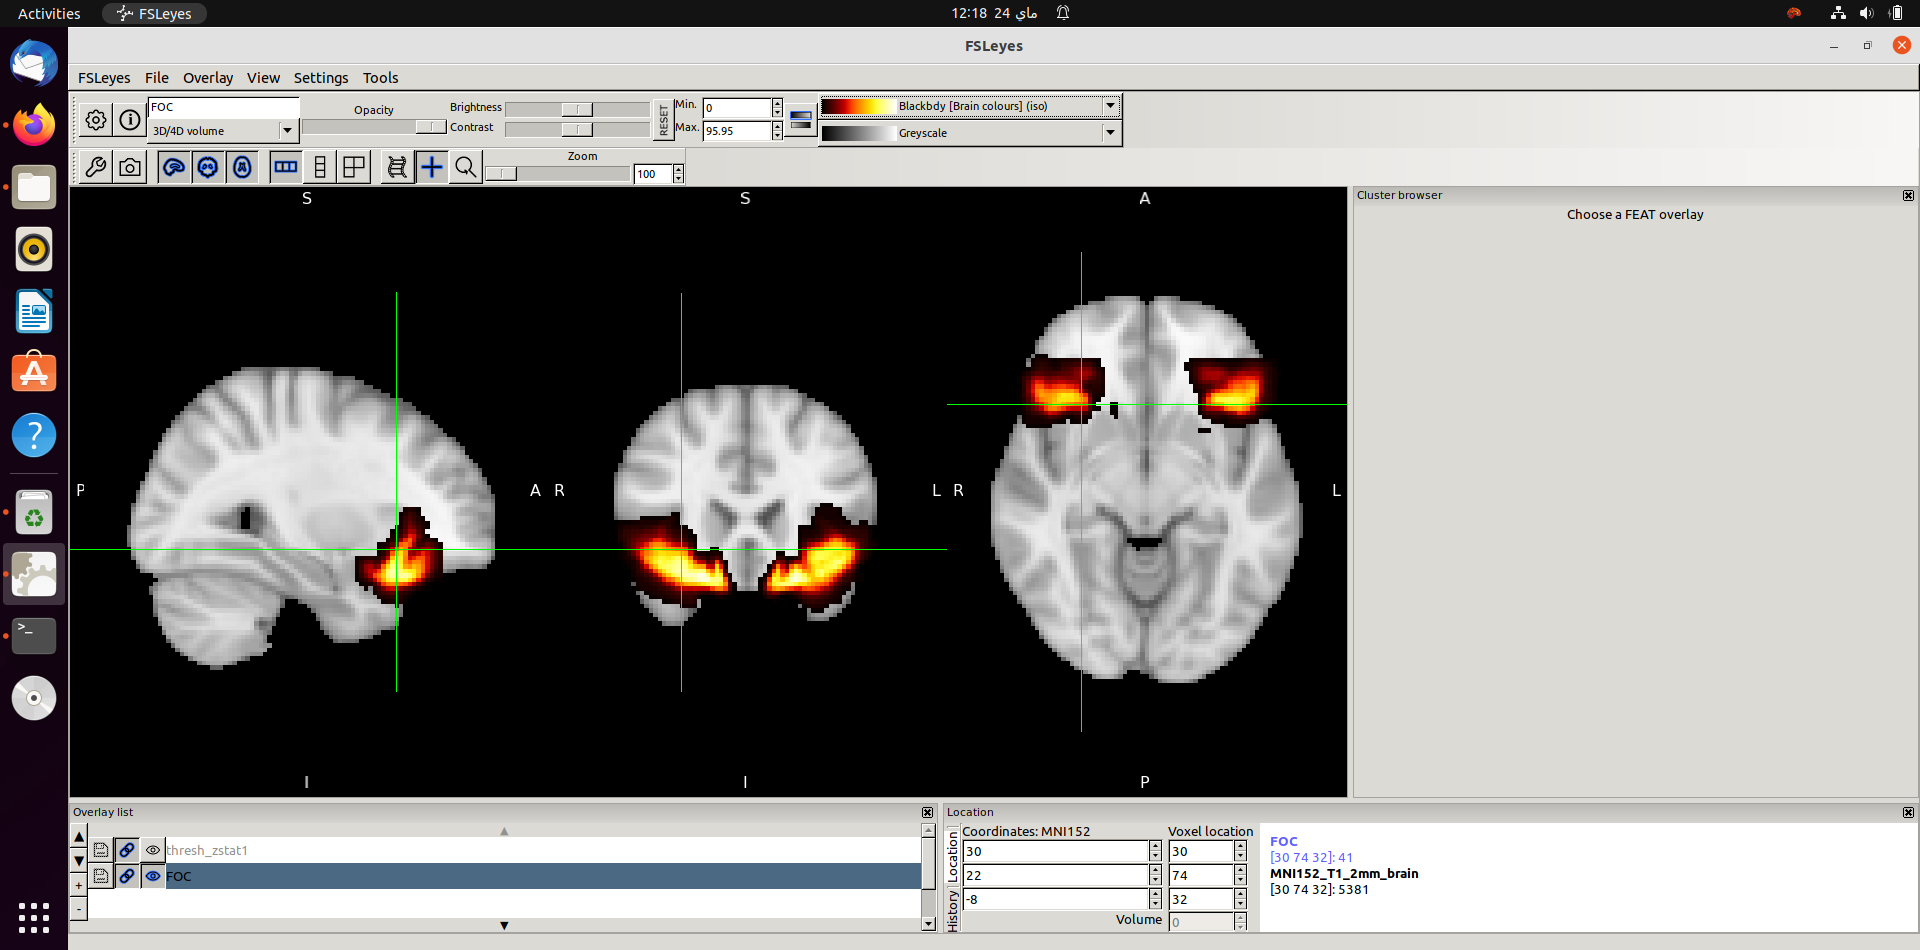 Activities
FSLeyes
12:18 24 ماي
FSLeyes
FSLeyes File Overlay View Settings Tools
FOC
3D/4D volume
Opacity
Brightness
Contrast
RESET
Min.
0
Max.
95.95
Blackbdy [Brain colours] (iso)
Greyscale
Zoom
100
S
S
A
P
A
R
L
R
L
I
I
P
Cluster browser
Choose a FEAT overlay
Overlay list
thresh_zstat1
FOC
+
-
Location
Location
History
Coordinates: MNI152
Voxel location
30
30
22
74
-8
32
Volume
0
FOC
[30 74 32]: 41
MNI152_T1_2mm_brain
[30 74 32]: 5381